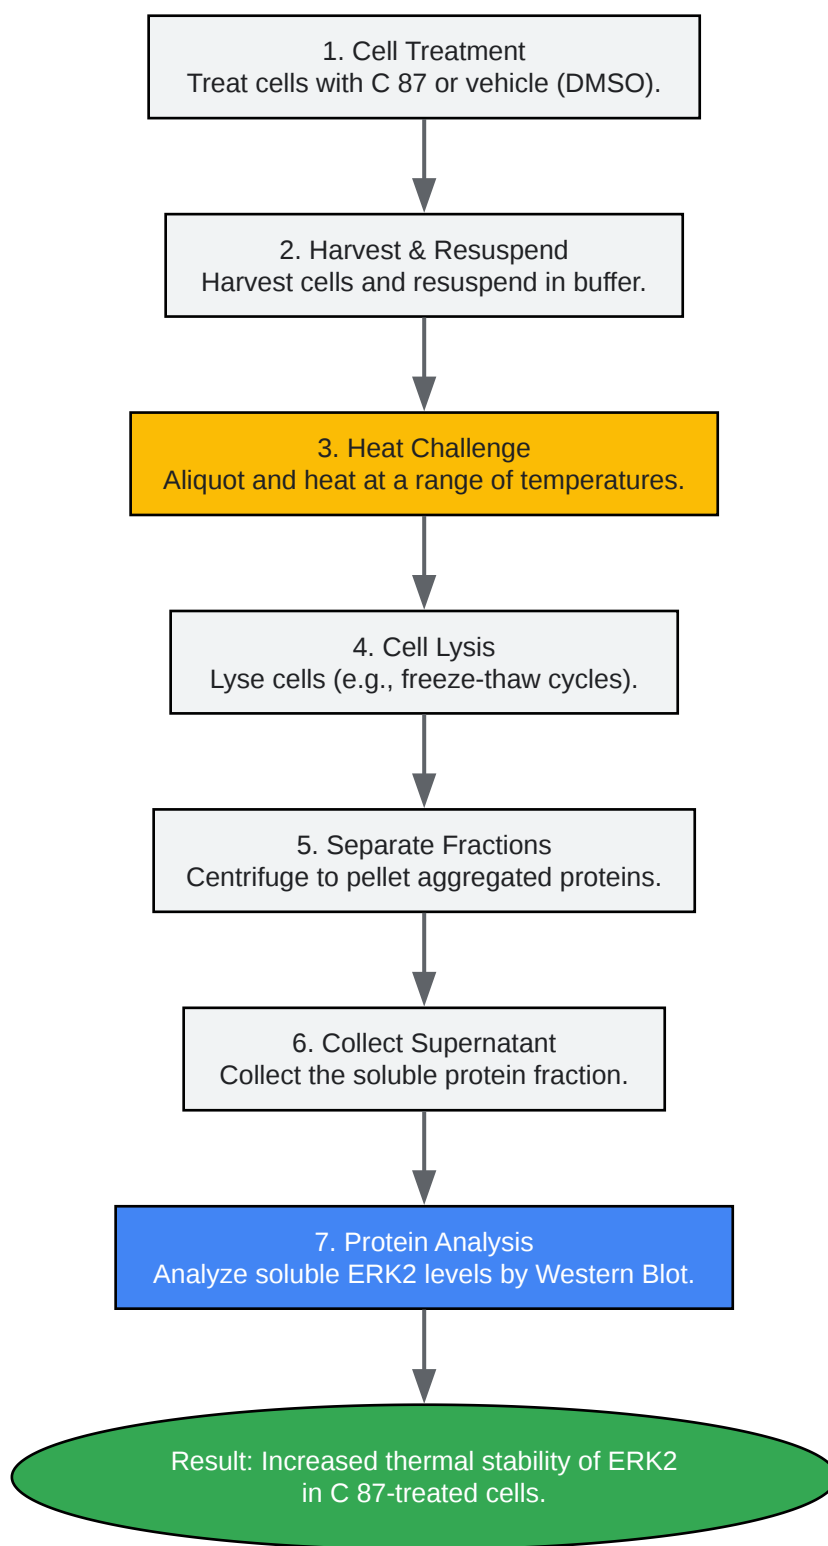 1. Cell Treatment
Treat cells with C 87 or vehicle (DMSO).
2. Harvest & Resuspend
Harvest cells and resuspend in buffer.
3. Heat Challenge
Aliquot and heat at a range of temperatures.
4. Cell Lysis
Lyse cells (e.g., freeze-thaw cycles).
5. Separate Fractions
Centrifuge to pellet aggregated proteins.
6. Collect Supernatant
Collect the soluble protein fraction.
7. Protein Analysis
Analyze soluble ERK2 levels by Western Blot.
Result: Increased thermal stability of ERK2
in C 87-treated cells.